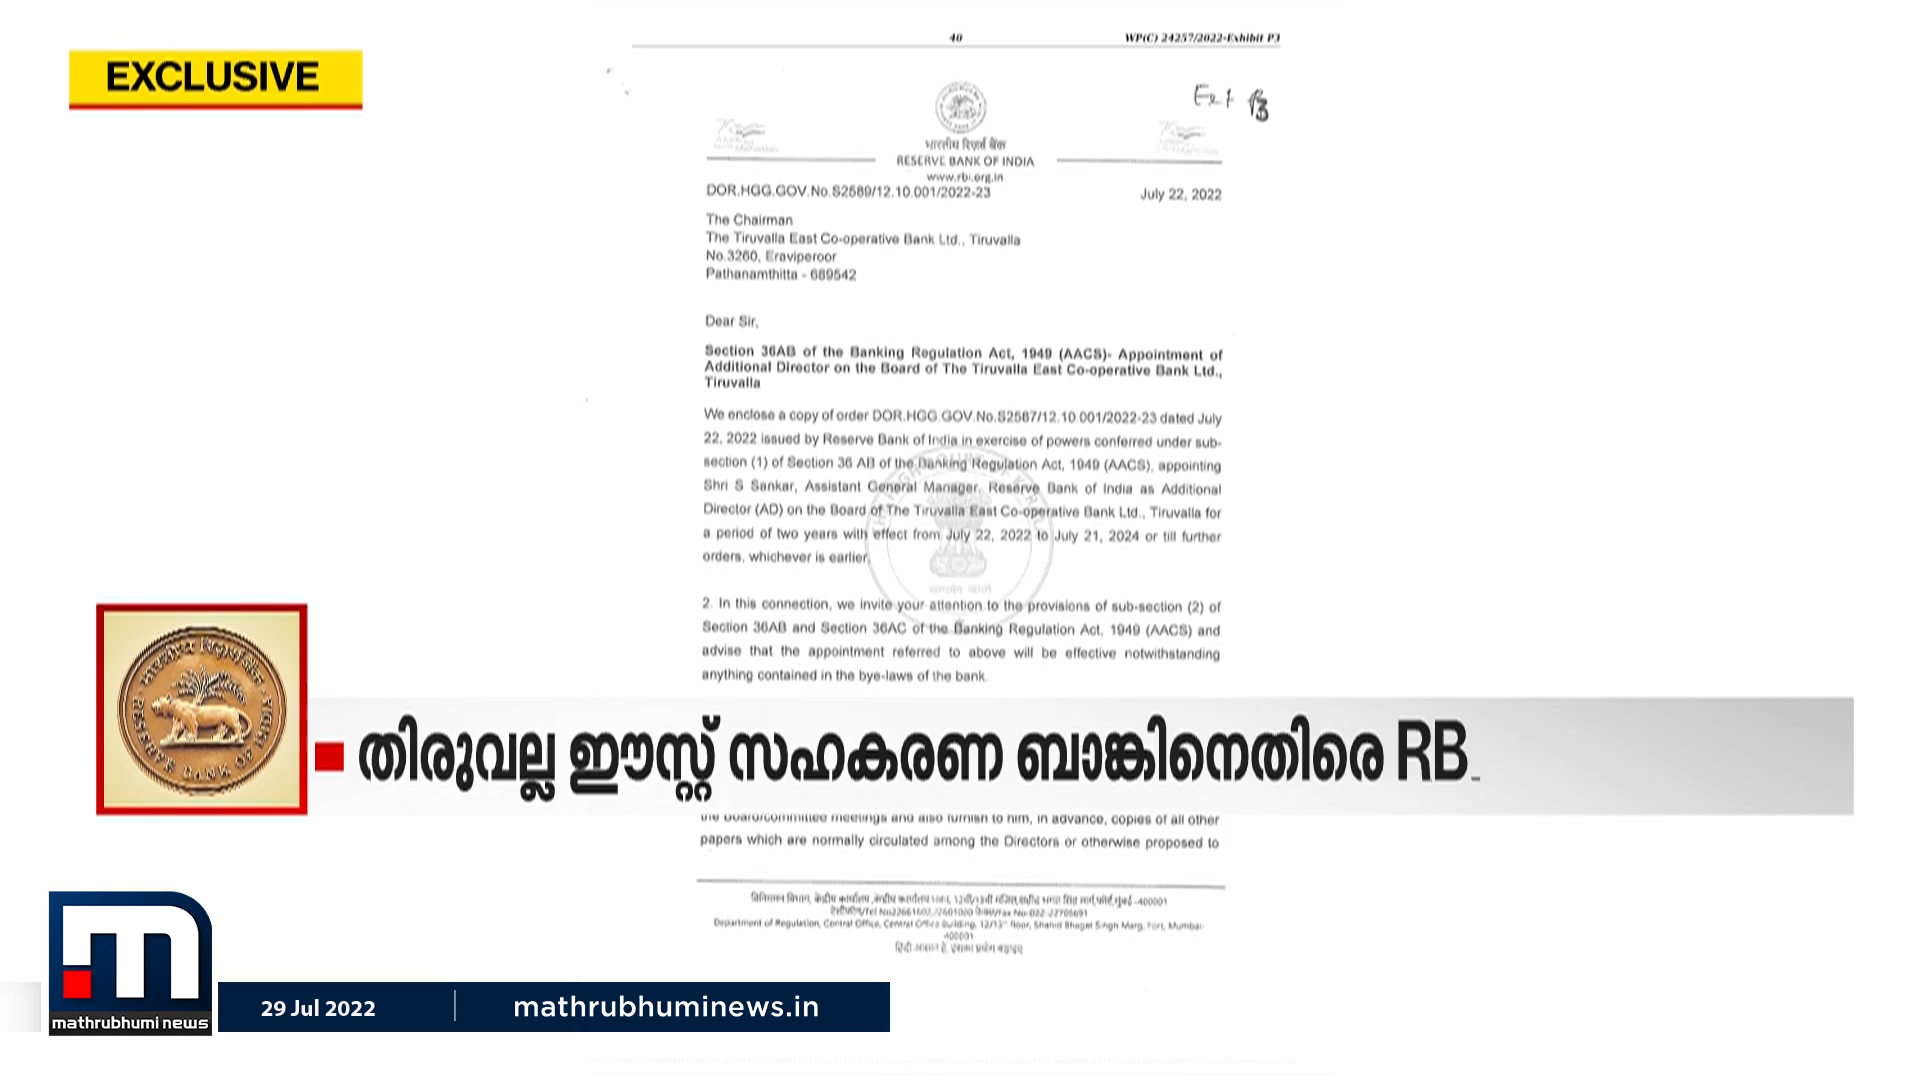 EXCLUSIVE
40
WP(C) 24257/2022-Exhibit P3
भारतीय रिज़र्व बैंक
RESERVE BANK OF INDIA
www.rbi.org.in
DOR.HGG.GOV.No.S2589/12.10.001/2022-23
July 22, 2022
The Chairman
The Tiruvalla East Co-operative Bank Ltd., Tiruvalla
No.3260, Eraviperoor
Pathanamthitta - 689542
Dear Sir,
Section 36AB of the Banking Regulation Act, 1949 (AACS)- Appointment of
Additional Director on the Board of The Tiruvalla East Co-operative Bank Ltd.,
Tiruvalla
We enclose a copy of order DOR.HGG.GOV.No.S2587/12.10.001/2022-23 dated July
22, 2022 issued by Reserve Bank of India in exercise of powers conferred under sub-
section (1) of Section 36 AB of the Banking Regulation Act, 1949 (AACS), appointing
Shri S Sankar, Assistant General Manager, Reserve Bank of India as Additional
Director (AD) on the Board of The Tiruvalla East Co-operative Bank Ltd., Tiruvalla for
a period of two years with effect from July 22, 2022 to July 21, 2024 or till further
orders, whichever is earlier.
2. In this connection, we invite your attention to the provisions of sub-section (2) of
Section 36AB and Section 36AC of the Banking Regulation Act, 1949 (AACS) and
advise that the appointment referred to above will be effective notwithstanding
anything contained in the bye-laws of the bank.
RESERVE BANK OF INDIA
തിരുവല്ല ഈസ്റ്റ് സഹകരണ ബാങ്കിനെതിരെ RB
the Board/committee meetings and also furnish to him, in advance, copies of all other
papers which are normally circulated among the Directors or otherwise proposed to
Department of Regulation, Central Office, Central Office Building, 12/13th floor, Shahid Bhagat Singh Marg, Fort, Mumbai-
400001
mathrubhumi news
29 Jul 2022
mathrubhuminews.in